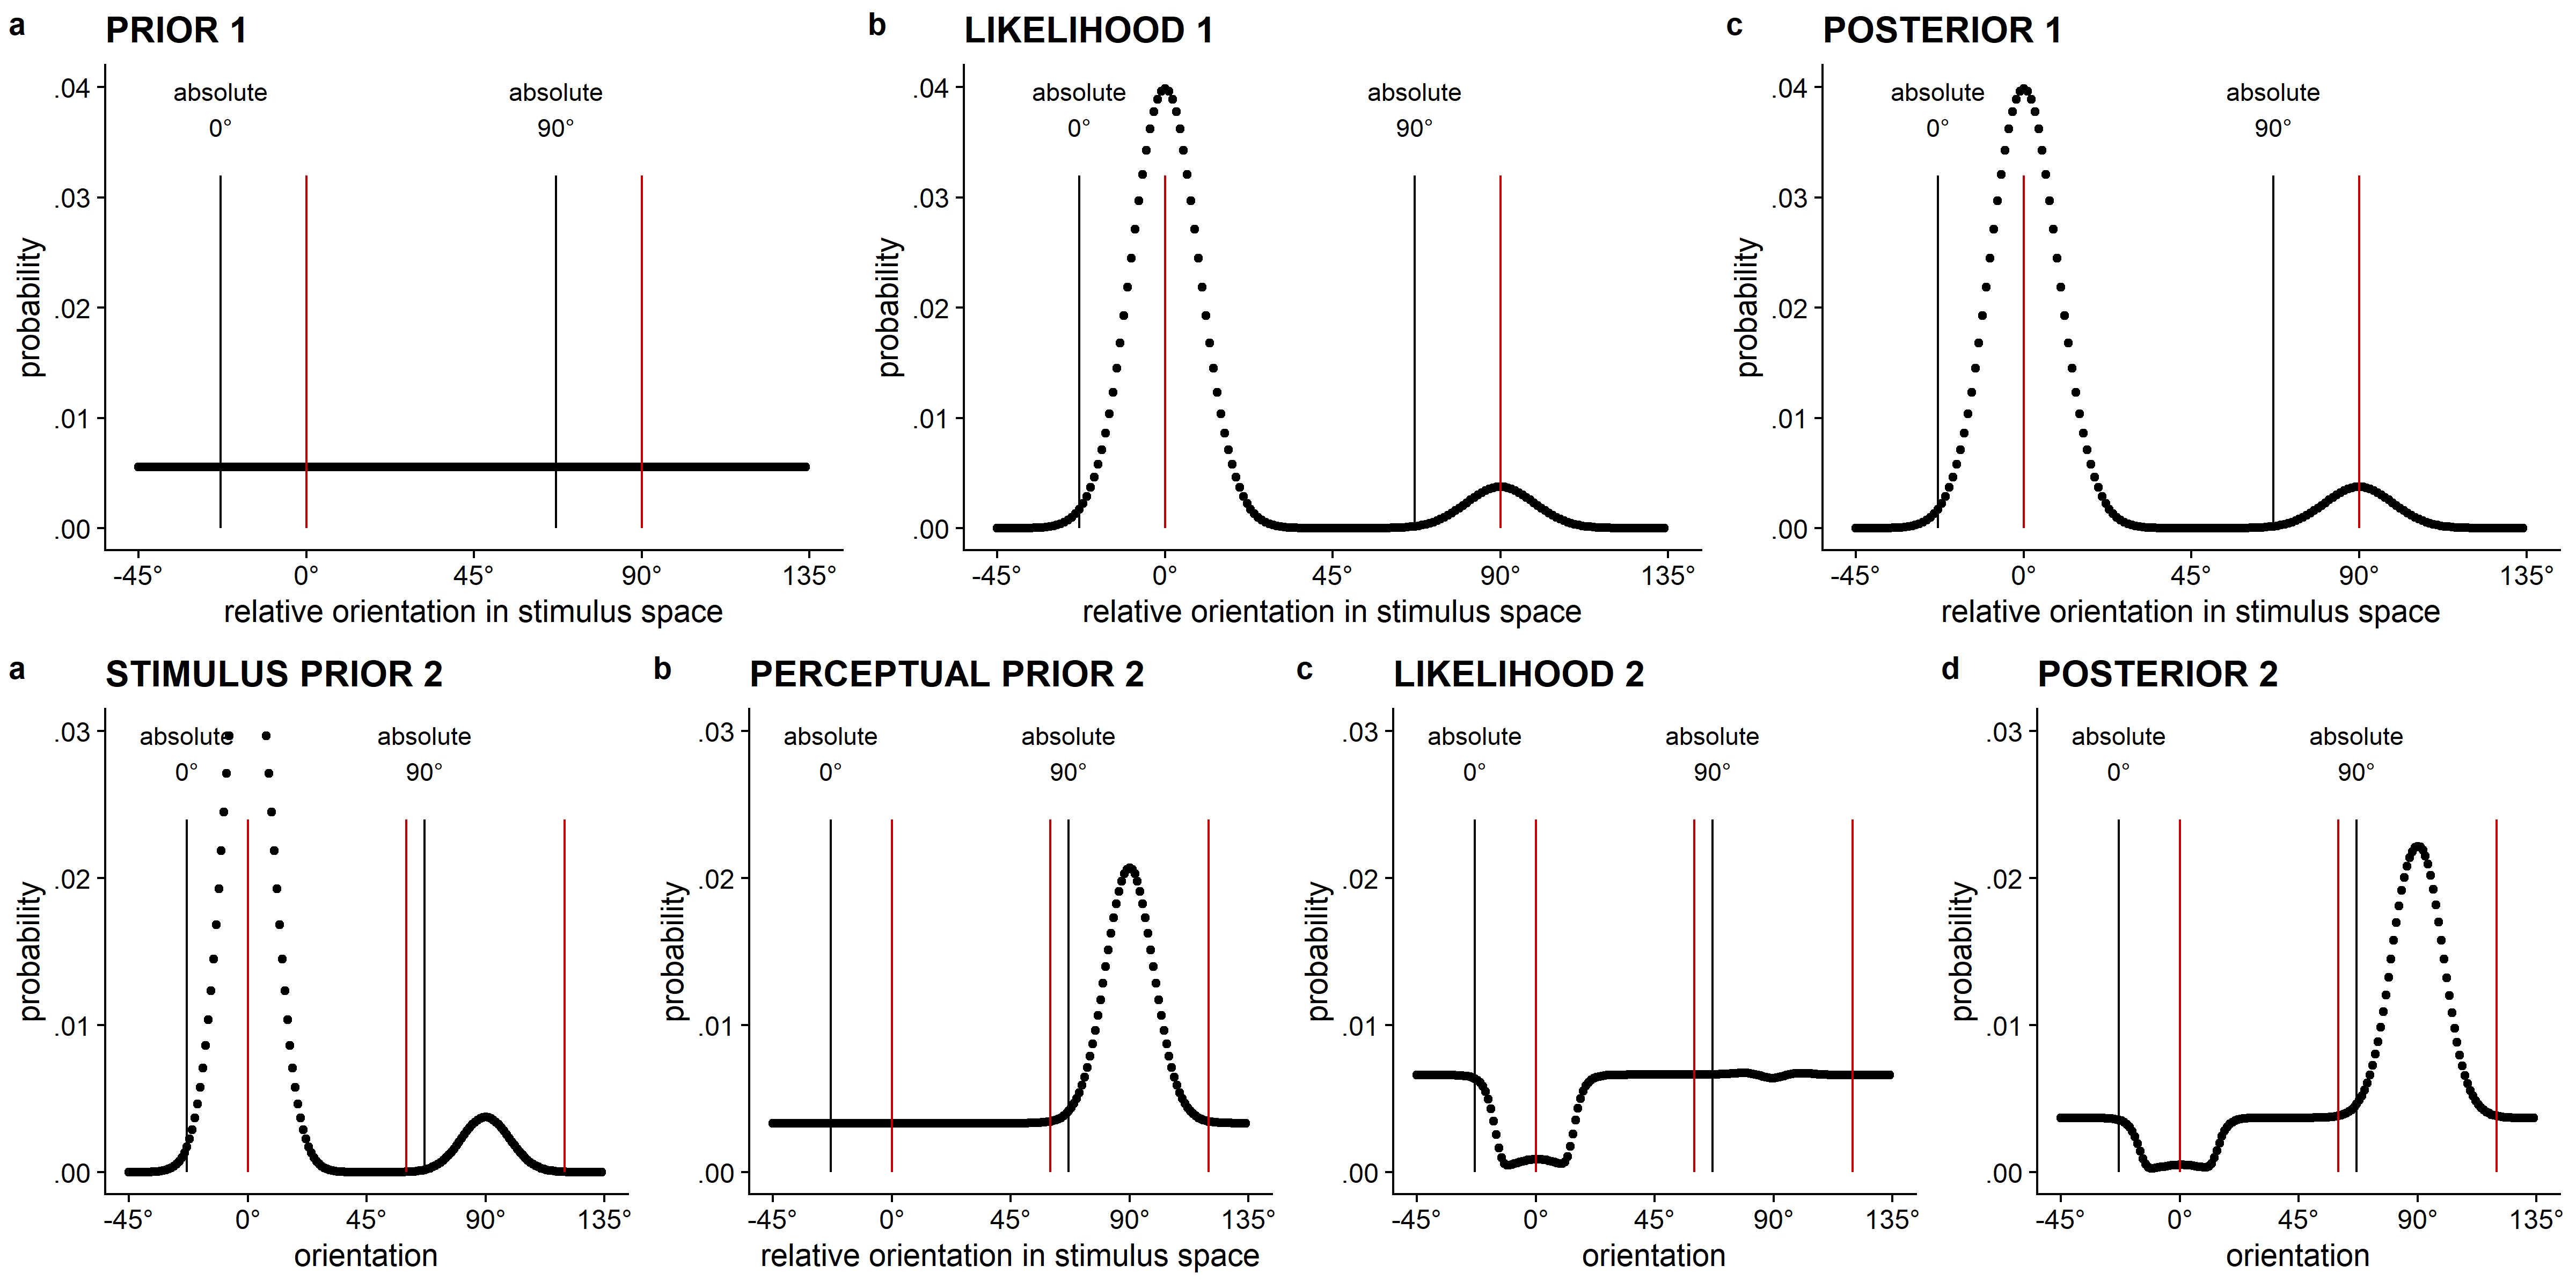 a PRIOR 1
absolute 0°
absolute 90°
.04
.03
.02
.01
.00
probability
-45° 0° 45° 90° 135°
relative orientation in stimulus space
b LIKELIHOOD 1
absolute 0°
absolute 90°
.04
.03
.02
.01
.00
probability
-45° 0° 45° 90° 135°
relative orientation in stimulus space
c POSTERIOR 1
absolute 0°
absolute 90°
.04
.03
.02
.01
.00
probability
-45° 0° 45° 90° 135°
relative orientation in stimulus space
a STIMULUS PRIOR 2
absolute 0°
absolute 90°
.03
.02
.01
.00
probability
-45° 0° 45° 90° 135°
orientation
b PERCEPTUAL PRIOR 2
absolute 0°
absolute 90°
.03
.02
.01
.00
probability
-45° 0° 45° 90° 135°
relative orientation in stimulus space
c LIKELIHOOD 2
absolute 0°
absolute 90°
.03
.02
.01
.00
probability
-45° 0° 45° 90° 135°
orientation
d POSTERIOR 2
absolute 0°
absolute 90°
.03
.02
.01
.00
probability
-45° 0° 45° 90° 135°
orientation